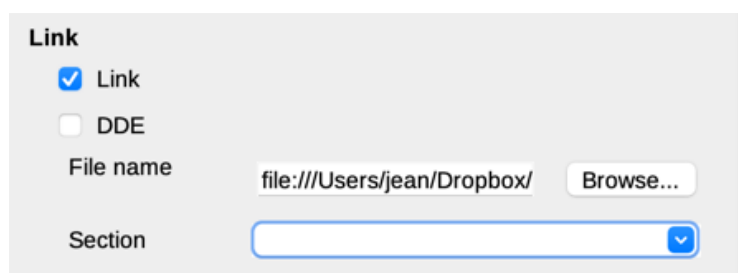 Link
Link
DDE
File name file:///Users/jean/Dropbox/ Browse...
Section